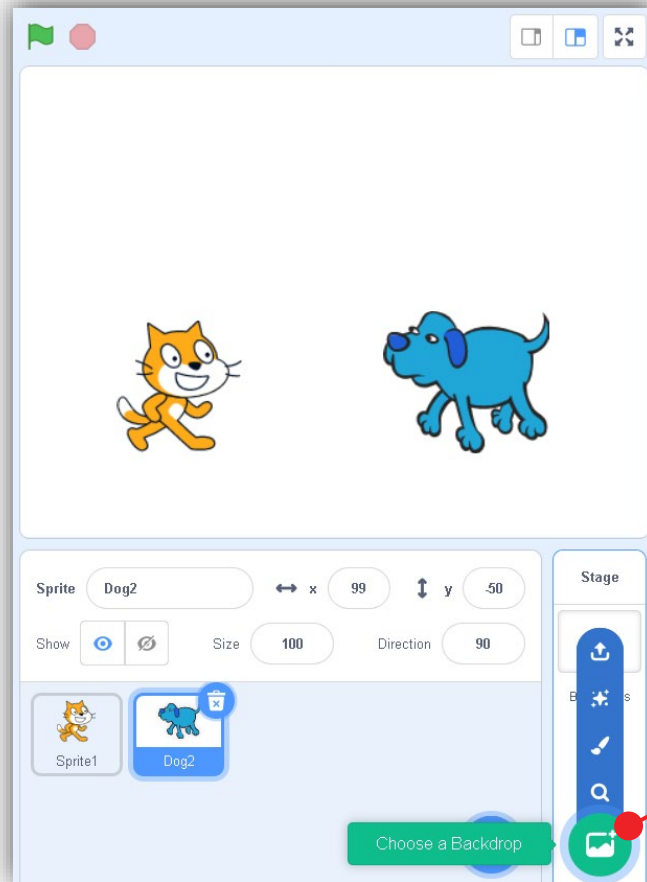 Stage
Sprite Dog2 x 99 y -50
Show Size 100 Direction 90
Sprite1 Dog2
Choose a Backdrop